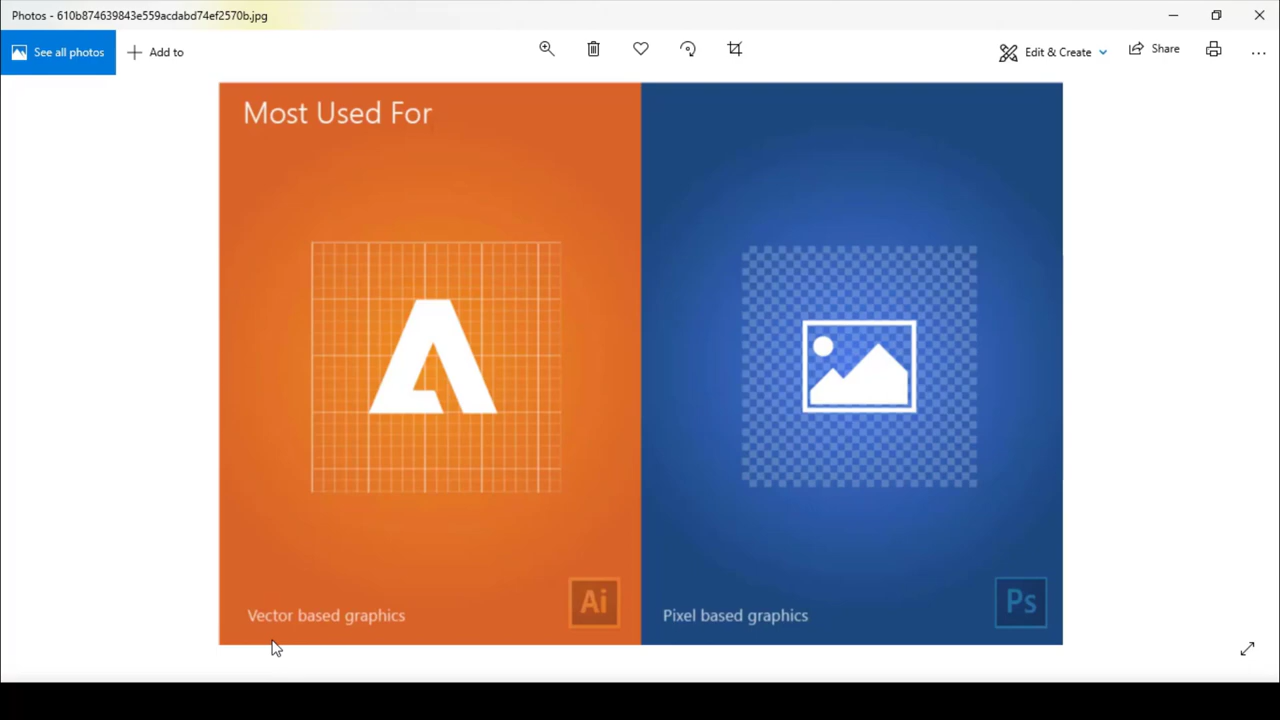 Photos - 610b874639843e559acdabd74ef2570b.jpg
See all photos
Add to
Edit & Create
Share
Most Used For
Vector based graphics
Ai
Pixel based graphics
Ps